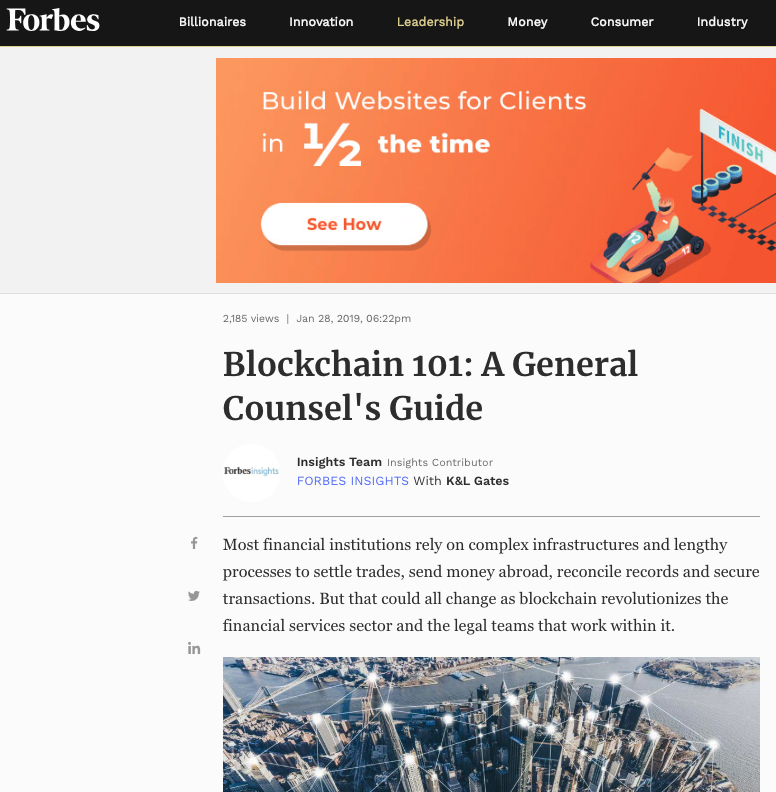 Forbes
Billionaires Innovation Leadership Money Consumer Industry
Build Websites for Clients
in ½ the time
See How
FINISH
12
12
2,185 views | Jan 28, 2019, 06:22pm
Blockchain 101: A General
Counsel's Guide
Forbes insights
Insights Team Insights Contributor
FORBES INSIGHTS With K&L Gates
Most financial institutions rely on complex infrastructures and lengthy
processes to settle trades, send money abroad, reconcile records and secure
transactions. But that could all change as blockchain revolutionizes the
financial services sector and the legal teams that work within it.